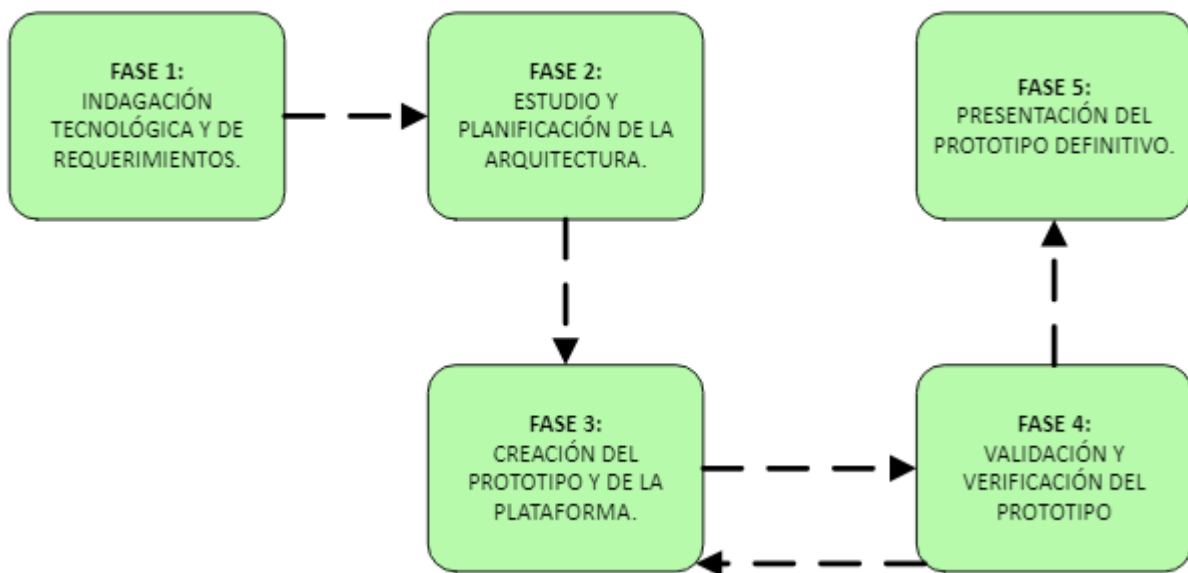 FASE 1:
INDAGACIÓN
TECNOLÓGICA Y DE
REQUERIMIENTOS.
FASE 2:
ESTUDIO Y
PLANIFICACIÓN DE LA
ARQUITECTURA.
FASE 5:
PRESENTACIÓN DEL
PROTOTIPO DEFINITIVO.
FASE 3:
CREACIÓN DEL
PROTOTIPO Y DE LA
PLATAFORMA.
FASE 4:
VALIDACIÓN Y
VERIFICACIÓN DEL
PROTOTIPO